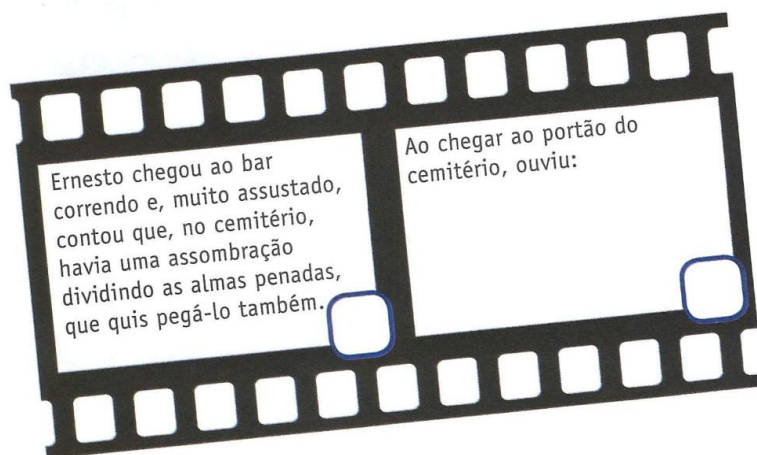 Ernesto chegou ao bar
correndo e, muito assustado,
contou que, no cemitério,
havia uma assombração
dividindo as almas penadas,
que quis pegá-lo também.
Ao chegar ao portão do
cemitério, ouviu: